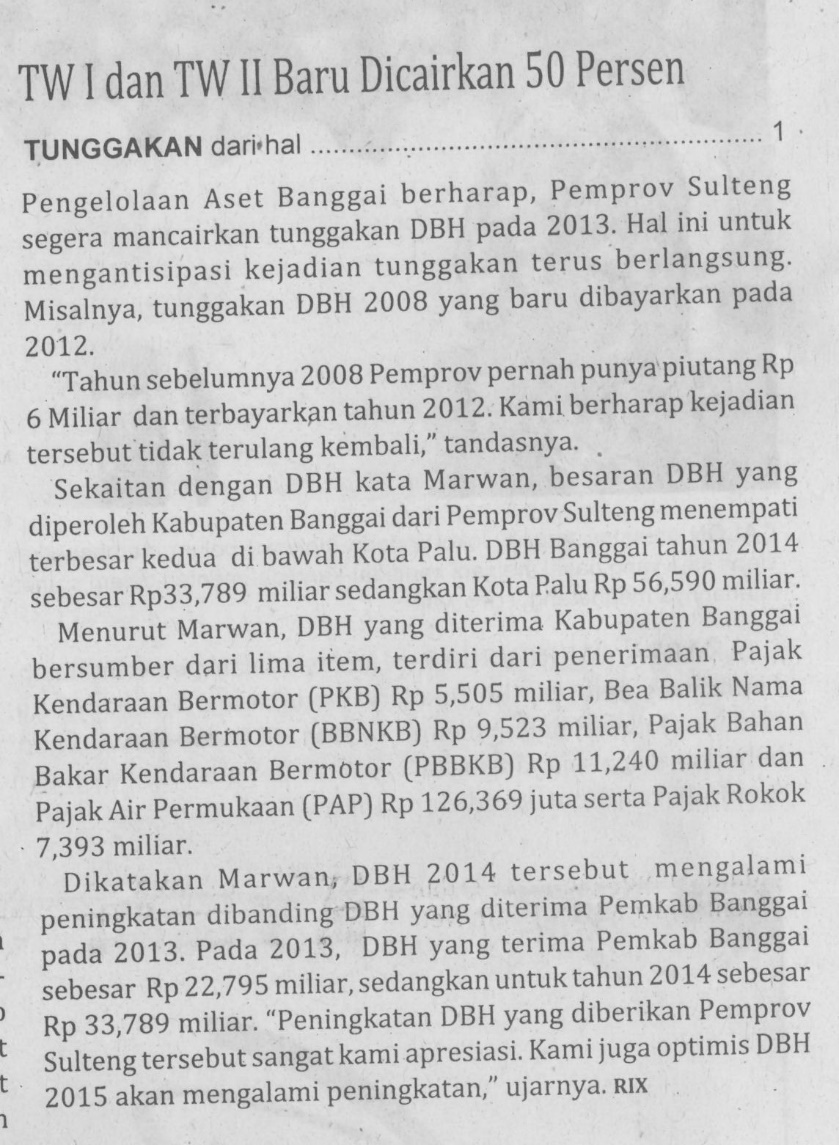 TW I dan TW II Baru Dicairkan 50 Persen
TUNGGAKAN dari hal ........................................................ 1
Pengelolaan Aset Banggai berharap, Pemprov Sulteng
segera mancairkan tunggakan DBH pada 2013. Hal ini untuk
mengantisipasi kejadian tunggakan terus berlangsung.
Misalnya, tunggakan DBH 2008 yang baru dibayarkan pada
2012.
“Tahun sebelumnya 2008 Pemprov pernah punya piutang Rp
6 Miliar dan terbayarkan tahun 2012. Kami berharap kejadian
tersebut tidak terulang kembali,” tandasnya.
Sekaitan dengan DBH kata Marwan, besaran DBH yang
diperoleh Kabupaten Banggai dari Pemprov Sulteng menempati
terbesar kedua di bawah Kota Palu. DBH Banggai tahun 2014
sebesar Rp33,789 miliar sedangkan Kota Palu Rp 56,590 miliar.
Menurut Marwan, DBH yang diterima Kabupaten Banggai
bersumber dari lima item, terdiri dari penerimaan Pajak
Kendaraan Bermotor (PKB) Rp 5,505 miliar, Bea Balik Nama
Kendaraan Bermotor (BBNKB) Rp 9,523 miliar, Pajak Bahan
Bakar Kendaraan Bermotor (PBBKB) Rp 11,240 miliar dan
Pajak Air Permukaan (PAP) Rp 126,369 juta serta Pajak Rokok
7,393 miliar.
Dikatakan Marwan, DBH 2014 tersebut mengalami
peningkatan dibanding DBH yang diterima Pemkab Banggai
pada 2013. Pada 2013, DBH yang terima Pemkab Banggai
sebesar Rp 22,795 miliar, sedangkan untuk tahun 2014 sebesar
Rp 33,789 miliar. “Peningkatan DBH yang diberikan Pemprov
Sulteng tersebut sangat kami apresiasi. Kami juga optimis DBH
2015 akan mengalami peningkatan,” ujarnya. RIX